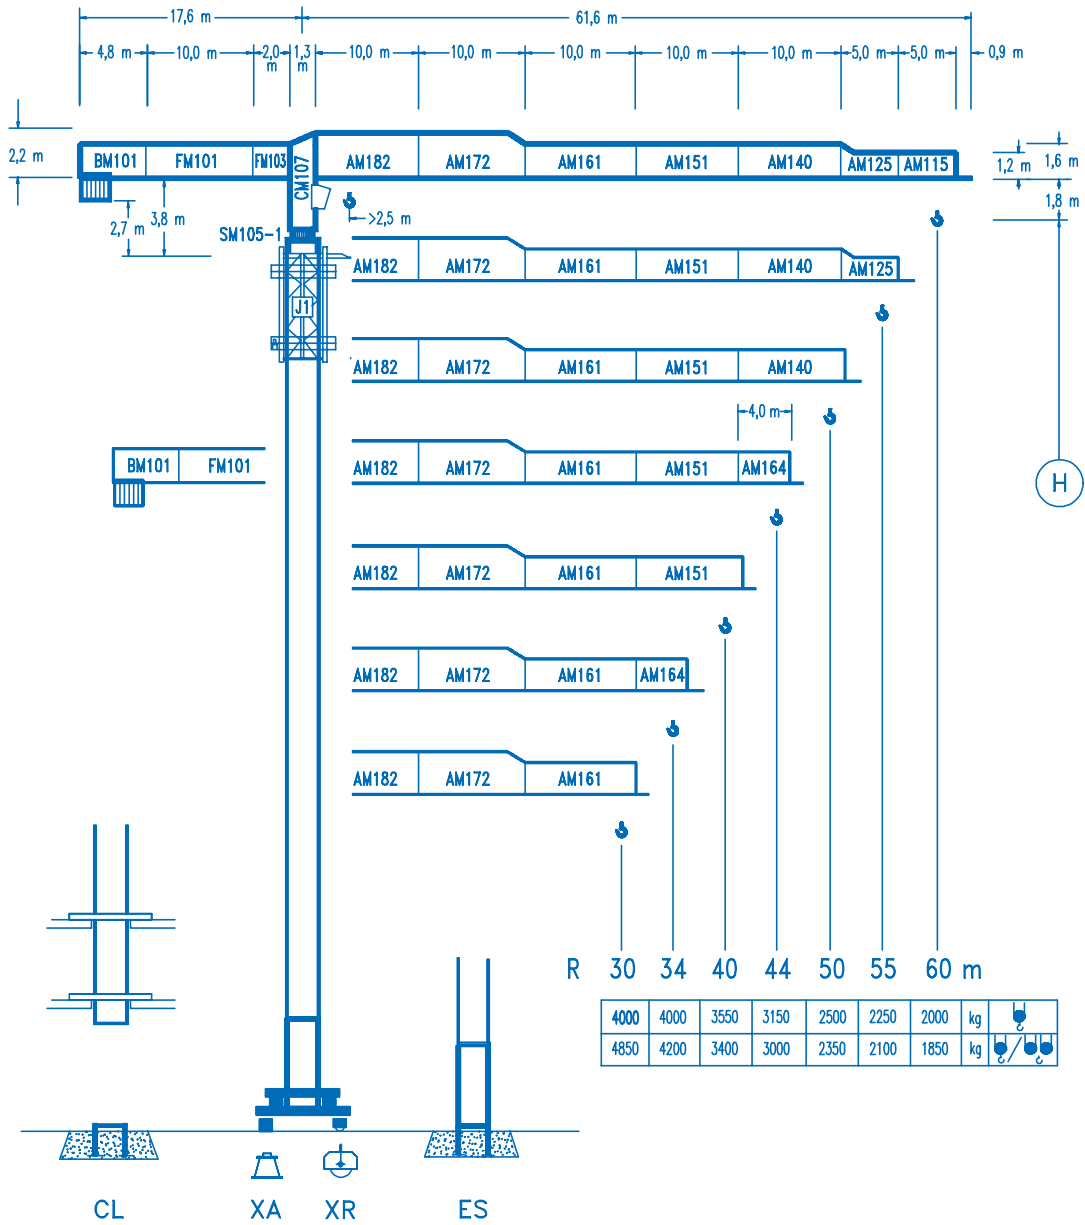 17,6 m 61,6 m
4,8 m 10,0 m 2,0 m 1,3 m 10,0 m 10,0 m 10,0 m 10,0 m 10,0 m 5,0 m 5,0 m 0,9 m
2,2 m BM101 FM101 FM103 CM107 AM182 AM172 AM161 AM151 AM140 AM125 AM115 1,2 m 1,6 m
2,7 m 3,8 m >2,5 m 1,8 m
SM105-1
AM182 AM172 AM161 AM151 AM140 AM125
J1
AM182 AM172 AM161 AM151 AM140
4,0 m
BM101 FM101 AM182 AM172 AM161 AM151 AM164
H
AM182 AM172 AM161 AM151
AM182 AM172 AM161 AM164
AM182 AM172 AM161
R 30 34 40 44 50 55 60 m
4000 4000 3550 3150 2500 2250 2000 kg
4850 4200 3400 3000 2350 2100 1850 kg
CL XA XR ES